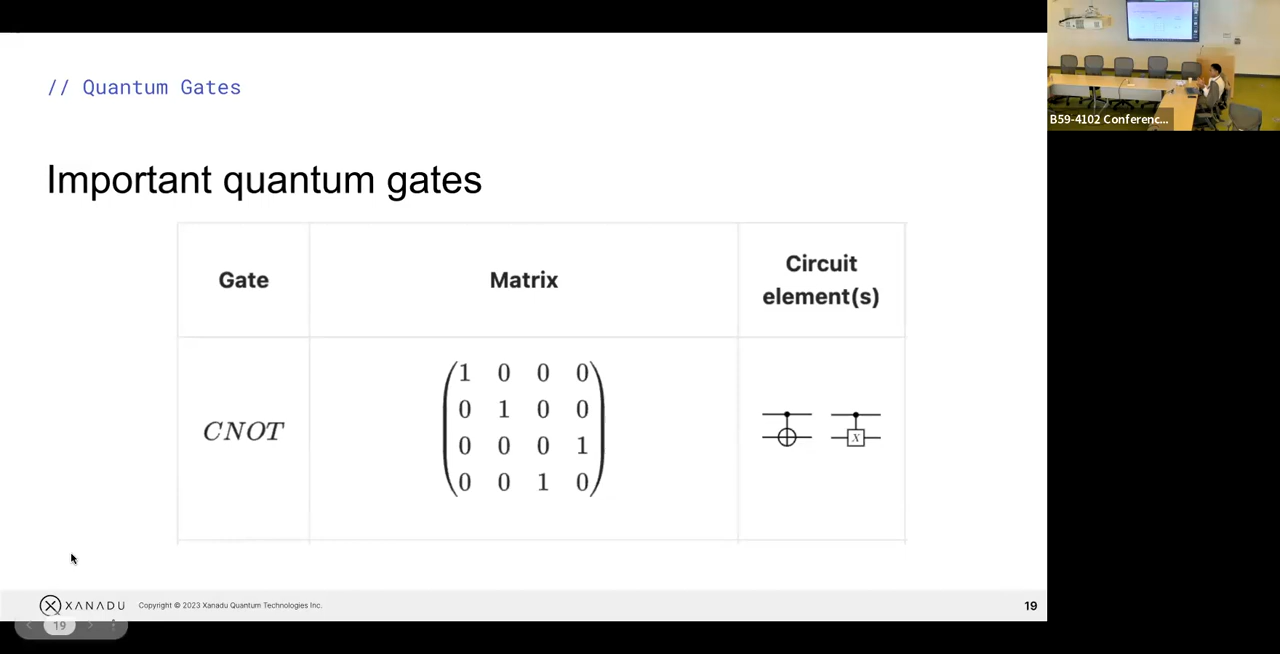 // Quantum Gates
B59-4102 Conferenc...
Important quantum gates
Gate Matrix Circuit element(s)
CNOT
1 0 0 0
0 1 0 0
0 0 0 1
0 0 1 0
X
XANADU Copyright © 2023 Xanadu Quantum Technologies Inc. 19
19